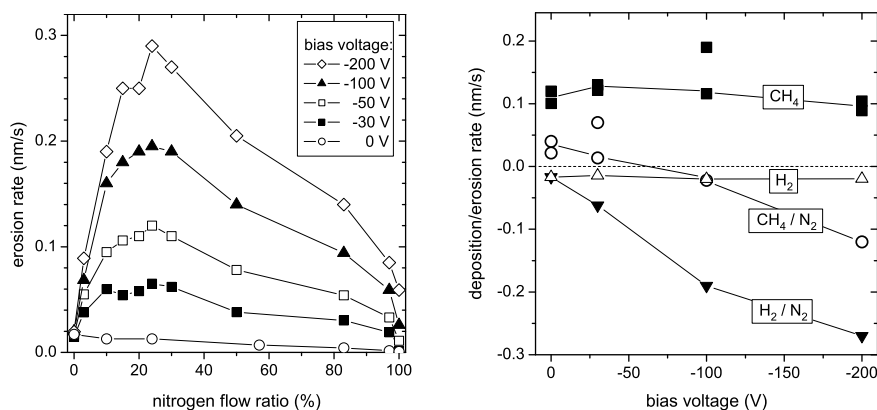 0.3
0.2
0.1
0.0
erosion rate (nm/s)
0 20 40 60 80 100
nitrogen flow ratio (%)
bias voltage:
-200 V
-100 V
-50 V
-30 V
0 V
0.2
0.1
0.0
-0.1
-0.2
-0.3
deposition/erosion rate (nm/s)
0 -50 -100 -150 -200
bias voltage (V)
CH₄
H₂
CH₄ / N₂
H₂ / N₂